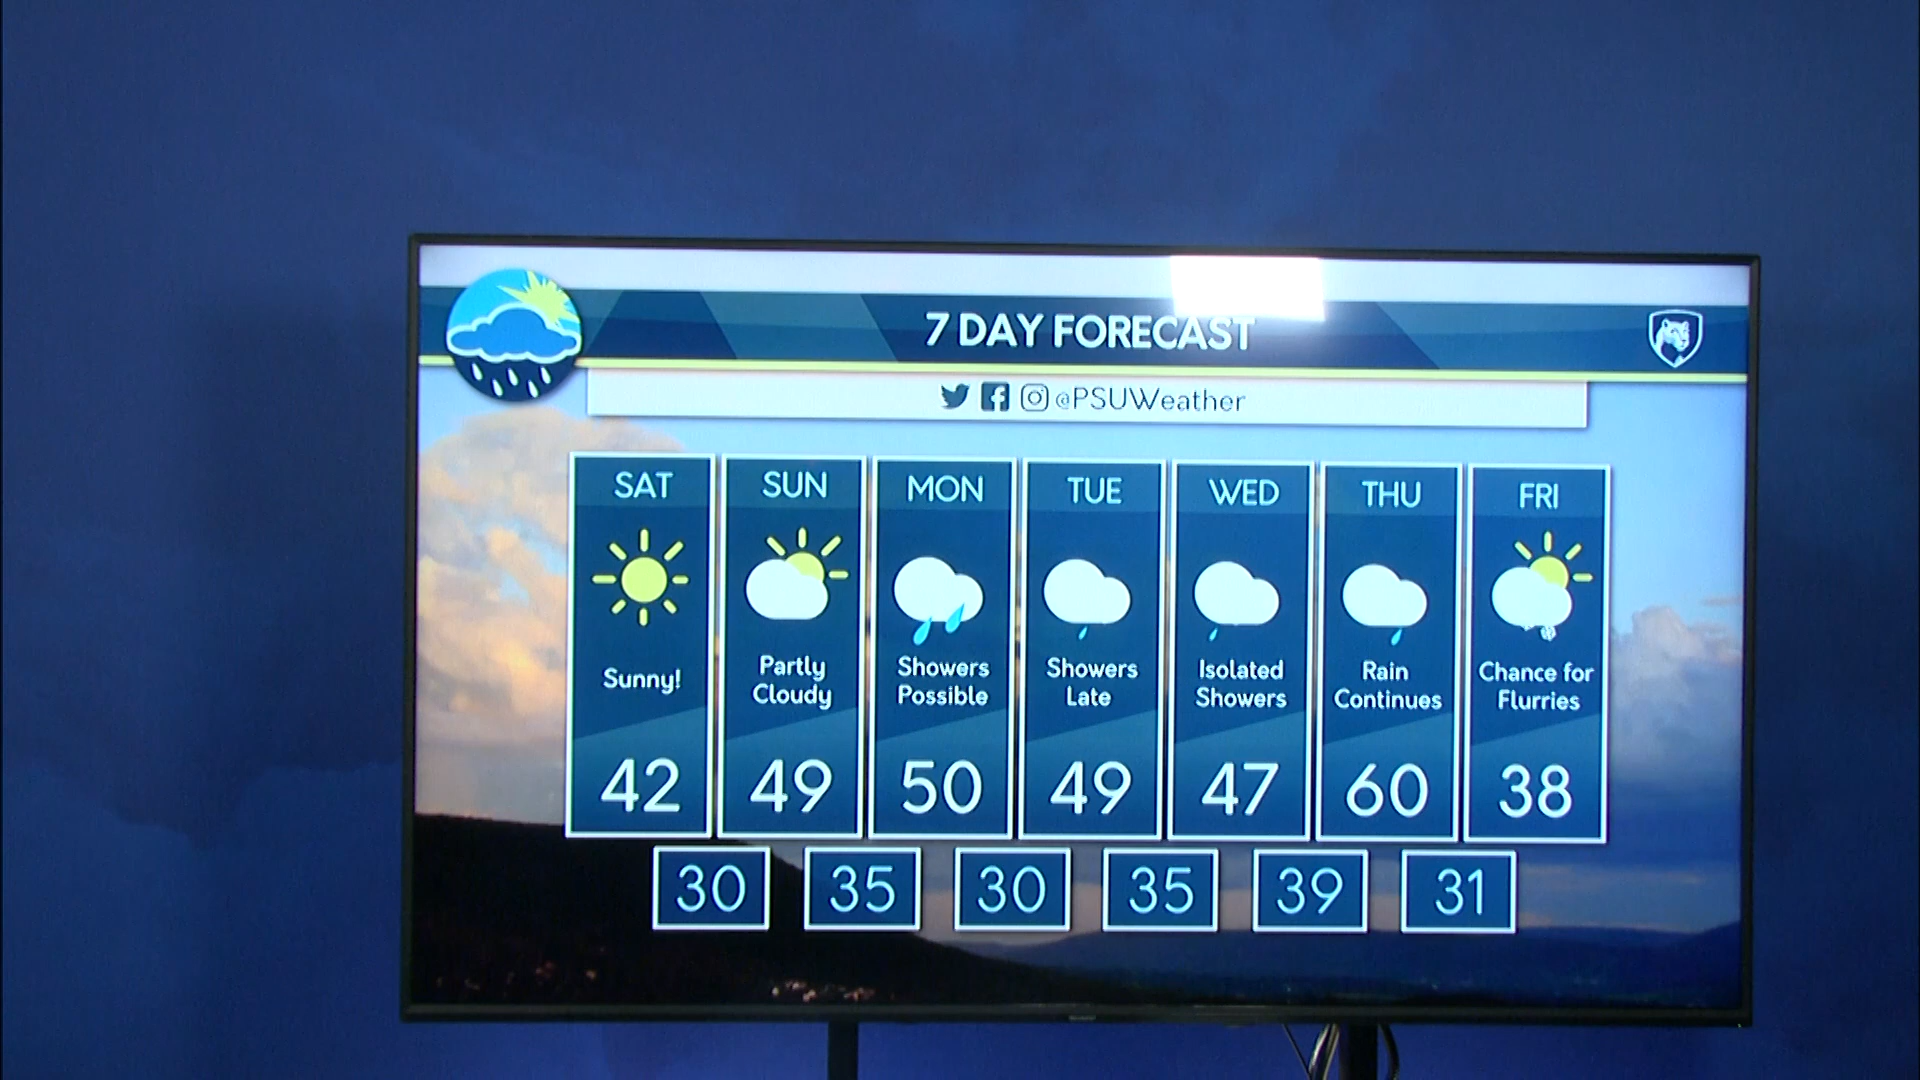 7 DAY FORECAST
@PSUWeather
SAT
Sunny!
42
SUN
Partly
Cloudy
49
MON
Showers
Possible
50
TUE
Showers
Late
49
WED
Isolated
Showers
47
THU
Rain
Continues
60
FRI
Chance for
Flurries
38
30
35
30
35
39
31